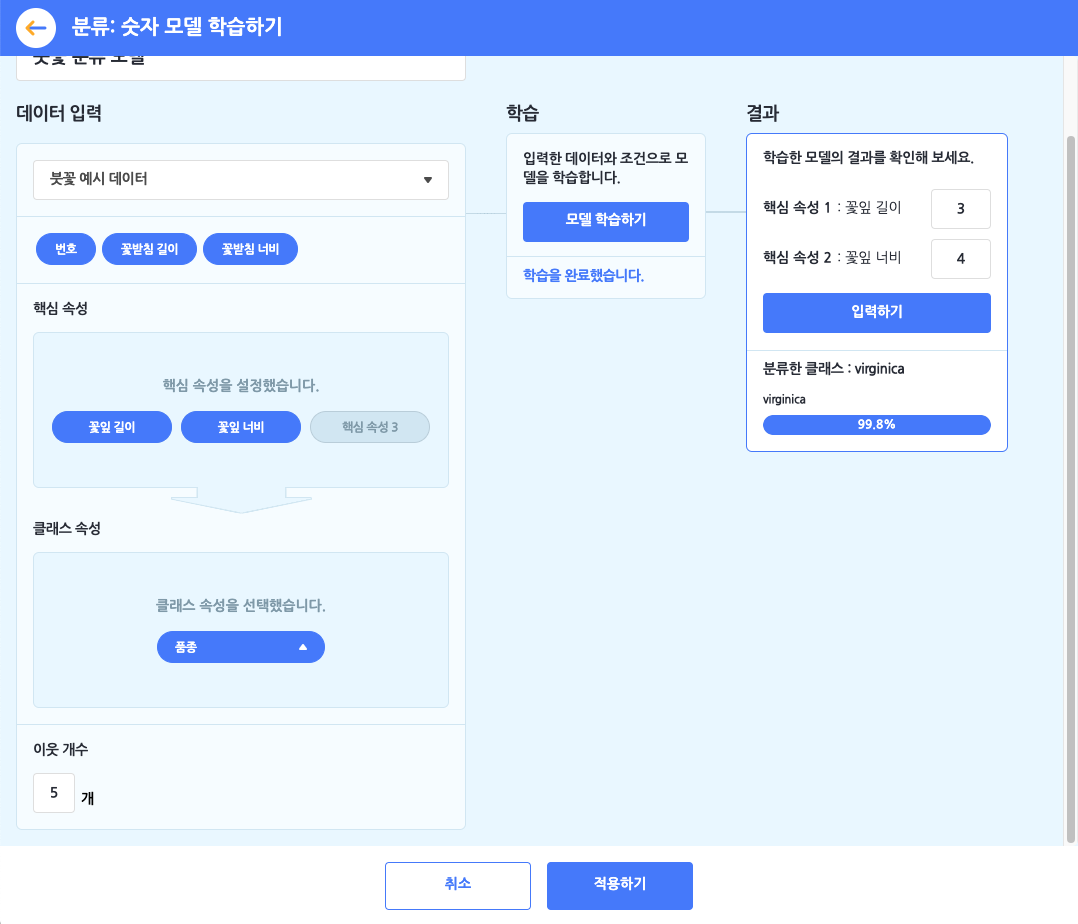 분류: 숫자 모델 학습하기
붓꽃 분류 모델
데이터 입력
붓꽃 예시 데이터
번호
꽃받침 길이
꽃받침 너비
핵심 속성
핵심 속성을 설정했습니다.
꽃잎 길이
꽃잎 너비
핵심 속성 3
클래스 속성
클래스 속성을 선택했습니다.
품종
이웃 개수
5 개
학습
입력한 데이터와 조건으로 모
델을 학습합니다.
모델 학습하기
학습을 완료했습니다.
결과
학습한 모델의 결과를 확인해 보세요.
핵심 속성 1 : 꽃잎 길이 3
핵심 속성 2 : 꽃잎 너비 4
입력하기
분류한 클래스 : virginica
virginica
99.8%
취소
적용하기